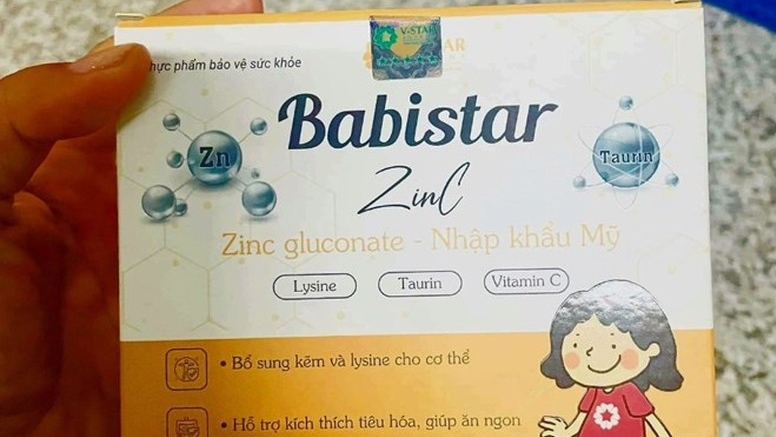 V-STAR
hực phẩm bảo vệ sức khỏe
Babistar
Zn
Taurin
ZinC
Zinc gluconate - Nhập khẩu Mỹ
Lysine
Taurin
Vitamin C
• Bổ sung kẽm và lysine cho cơ thể
• Hỗ trợ kích thích tiêu hóa, giúp ăn ngon